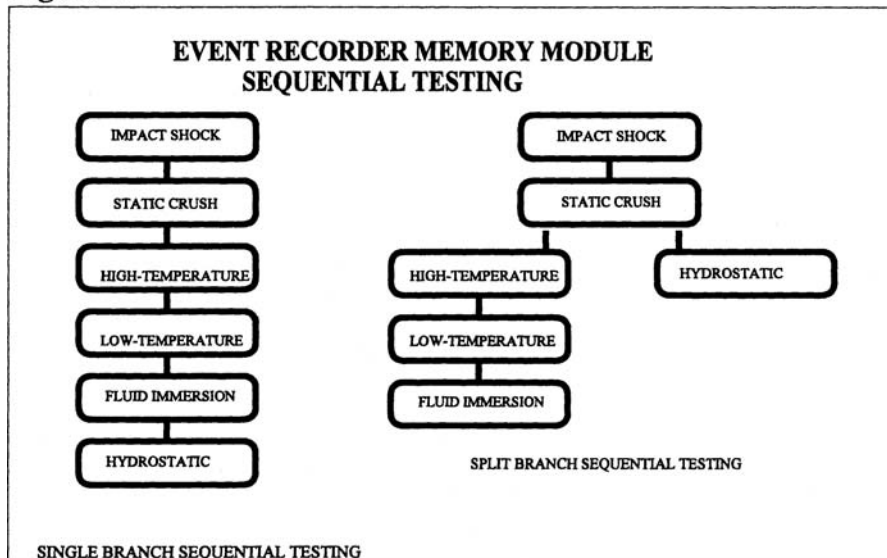 EVENT RECORDER MEMORY MODULE
SEQUENTIAL TESTING
IMPACT SHOCK
STATIC CRUSH
HIGH-TEMPERATURE
LOW-TEMPERATURE
FLUID IMMERSION
HYDROSTATIC
SINGLE BRANCH SEQUENTIAL TESTING
IMPACT SHOCK
STATIC CRUSH
HIGH-TEMPERATURE
HYDROSTATIC
LOW-TEMPERATURE
FLUID IMMERSION
SPLIT BRANCH SEQUENTIAL TESTING